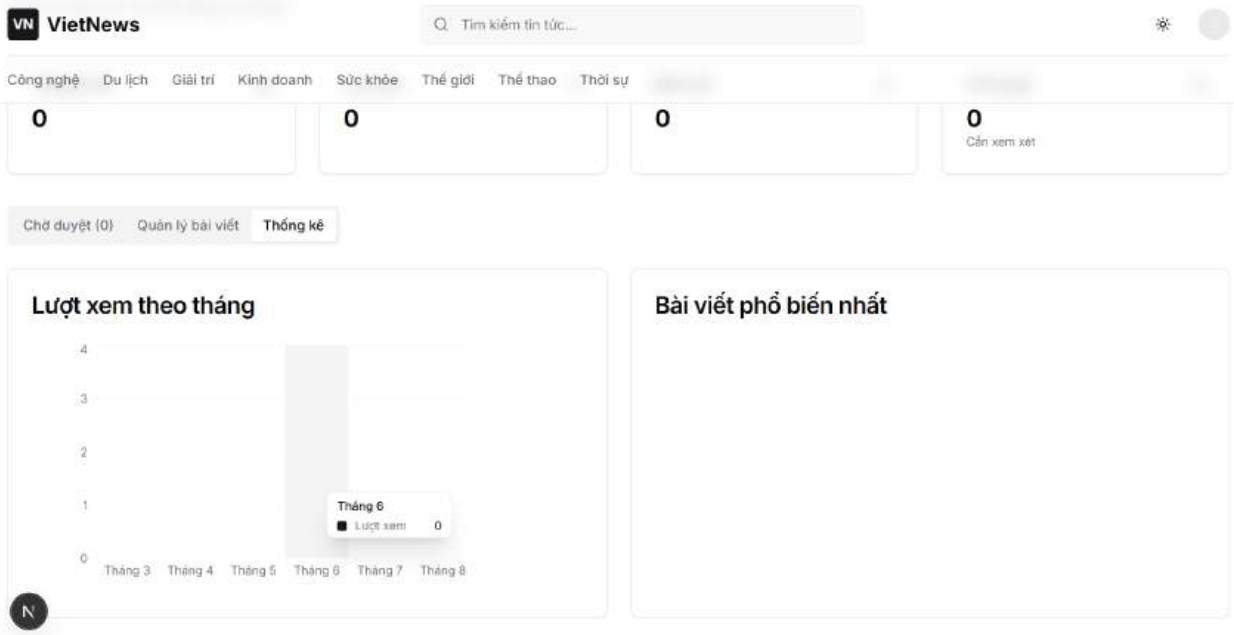 VN VietNews
Tìm kiếm tin tức...
Công nghệ Du lịch Giải trí Kinh doanh Sức khỏe Thế giới Thể thao Thời sự
0 0 0 0
Cần xem xét
Chờ duyệt (0) Quản lý bài viết Thống kê
Lượt xem theo tháng
4
3
2
1
0
Tháng 3 Tháng 4 Tháng 5 Tháng 6 Tháng 7 Tháng 8
Tháng 6
Lượt xem 0
Bài viết phổ biến nhất
N